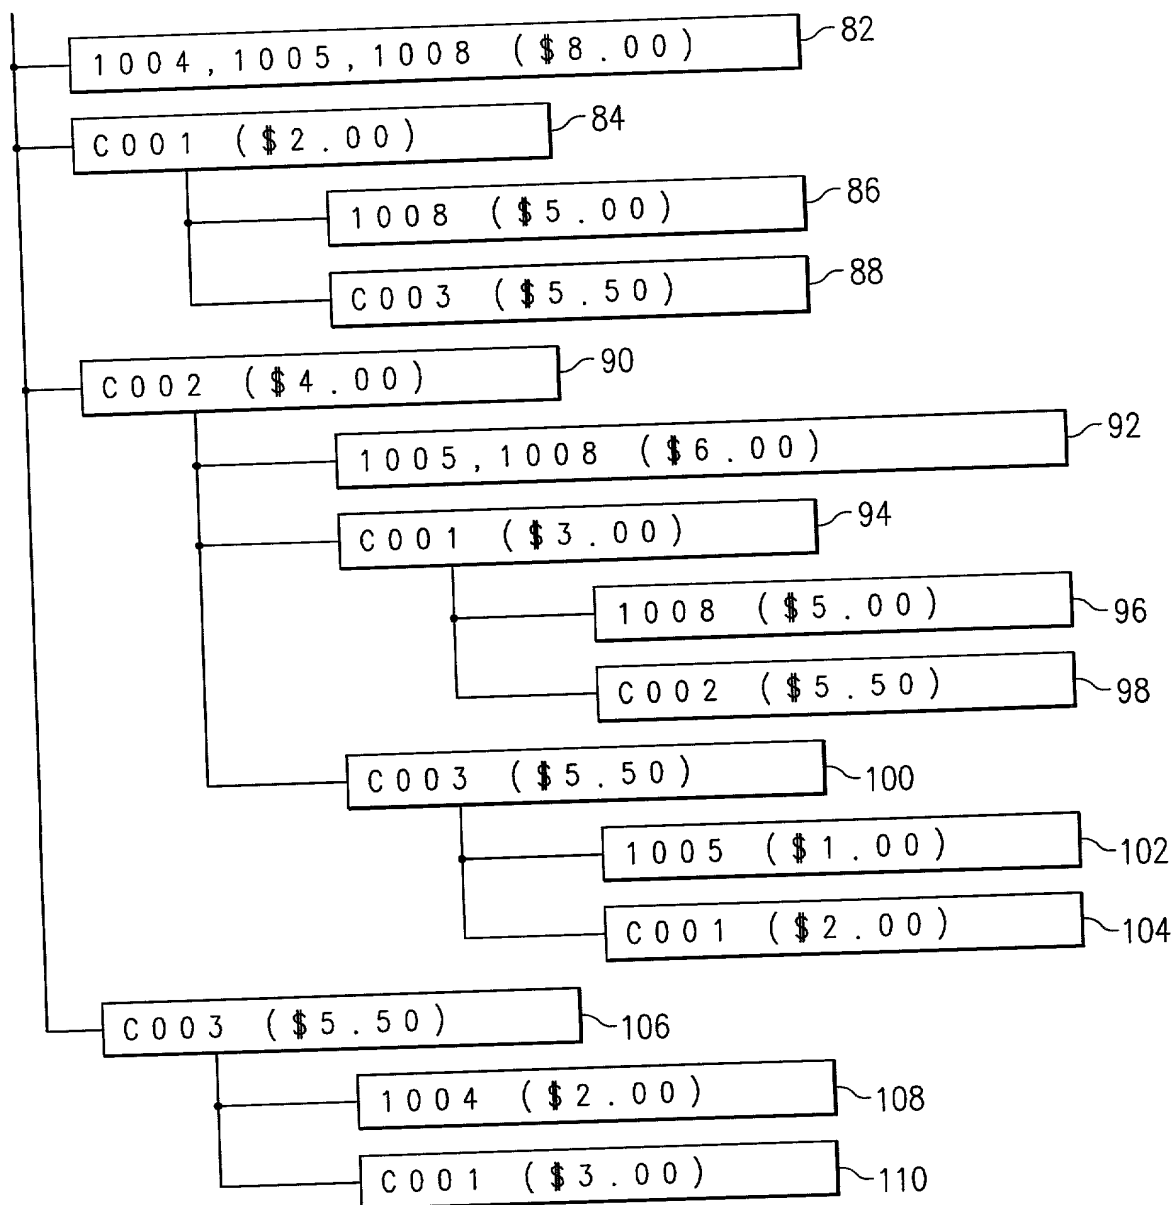 1004,1005,1008 ($8.00) 82
C001 ($2.00) 84
1008 ($5.00) 86
C003 ($5.50) 88
C002 ($4.00) 90
1005,1008 ($6.00) 92
C001 ($3.00) 94
1008 ($5.00) 96
C002 ($5.50) 98
C003 ($5.50) 100
1005 ($1.00) 102
C001 ($2.00) 104
C003 ($5.50) 106
1004 ($2.00) 108
C001 ($3.00) 110